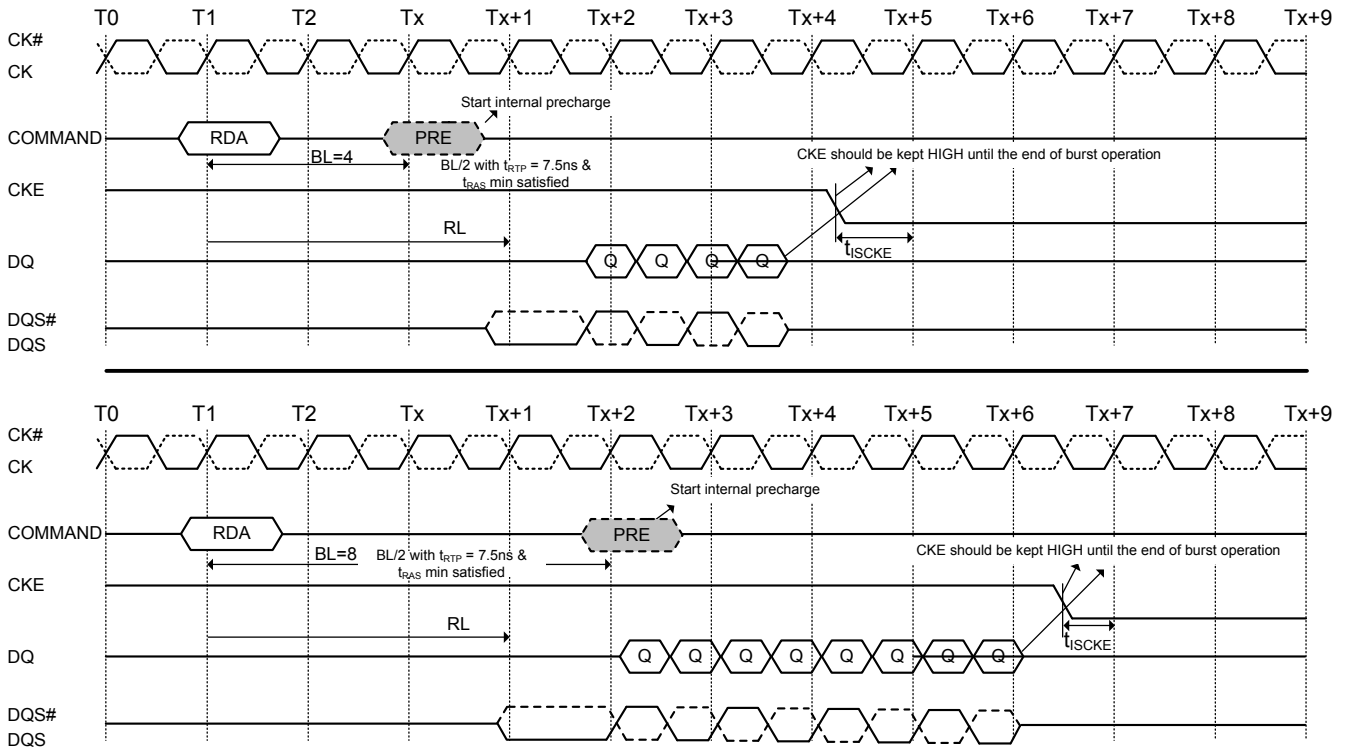 T0 T1 T2 Tx Tx+1 Tx+2 Tx+3 Tx+4 Tx+5 Tx+6 Tx+7 Tx+8 Tx+9
CK#
CK
Start internal precharge
COMMAND RDA PRE
BL=4
BL/2 with tRTP = 7.5ns &
tRAS min satisfied
CKE should be kept HIGH until the end of burst operation
CKE
RL
tISCKE
DQ Q Q Q Q
DQS#
DQS
T0 T1 T2 Tx Tx+1 Tx+2 Tx+3 Tx+4 Tx+5 Tx+6 Tx+7 Tx+8 Tx+9
CK#
CK
Start internal precharge
COMMAND RDA PRE
BL=8
BL/2 with tRTP = 7.5ns &
tRAS min satisfied
CKE should be kept HIGH until the end of burst operation
CKE
RL
tISCKE
DQ Q Q Q Q Q Q Q Q
DQS#
DQS